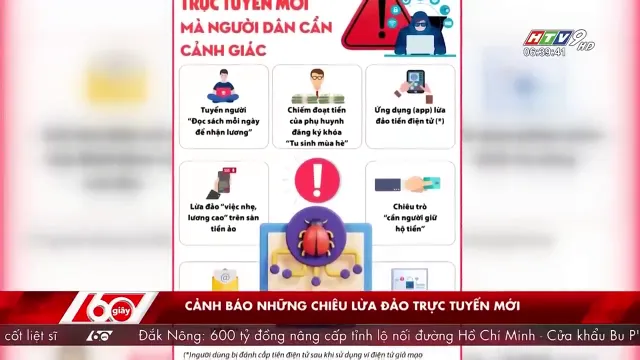 TRỰC TUYẾN MỚI
MÀ NGƯỜI DÂN CẦN
CẢNH GIÁC
HTV9 HD
06:39:41
Tuyển người
"Đọc sách mỗi ngày
để nhận lương"
Chiếm đoạt tiền
của phụ huynh
đăng ký khóa
"Tu sinh mùa hè"
Ứng dụng (app) lừa
đảo tiền điện tử (*)
Lừa đảo "việc nhẹ,
lương cao" trên sàn
tiền ảo
Chiêu trò
"cần người giữ
hộ tiền"
60 giây
CẢNH BÁO NHỮNG CHIÊU LỪA ĐẢO TRỰC TUYẾN MỚI
cốt liệt sĩ
60
Đắk Nông: 600 tỷ đồng nâng cấp tỉnh lộ nối đường Hồ Chí Minh - Cửa khẩu Bu P
(*)Người dùng bị đánh cắp tiền điện tử sau khi sử dụng ví điện tử giả mạo